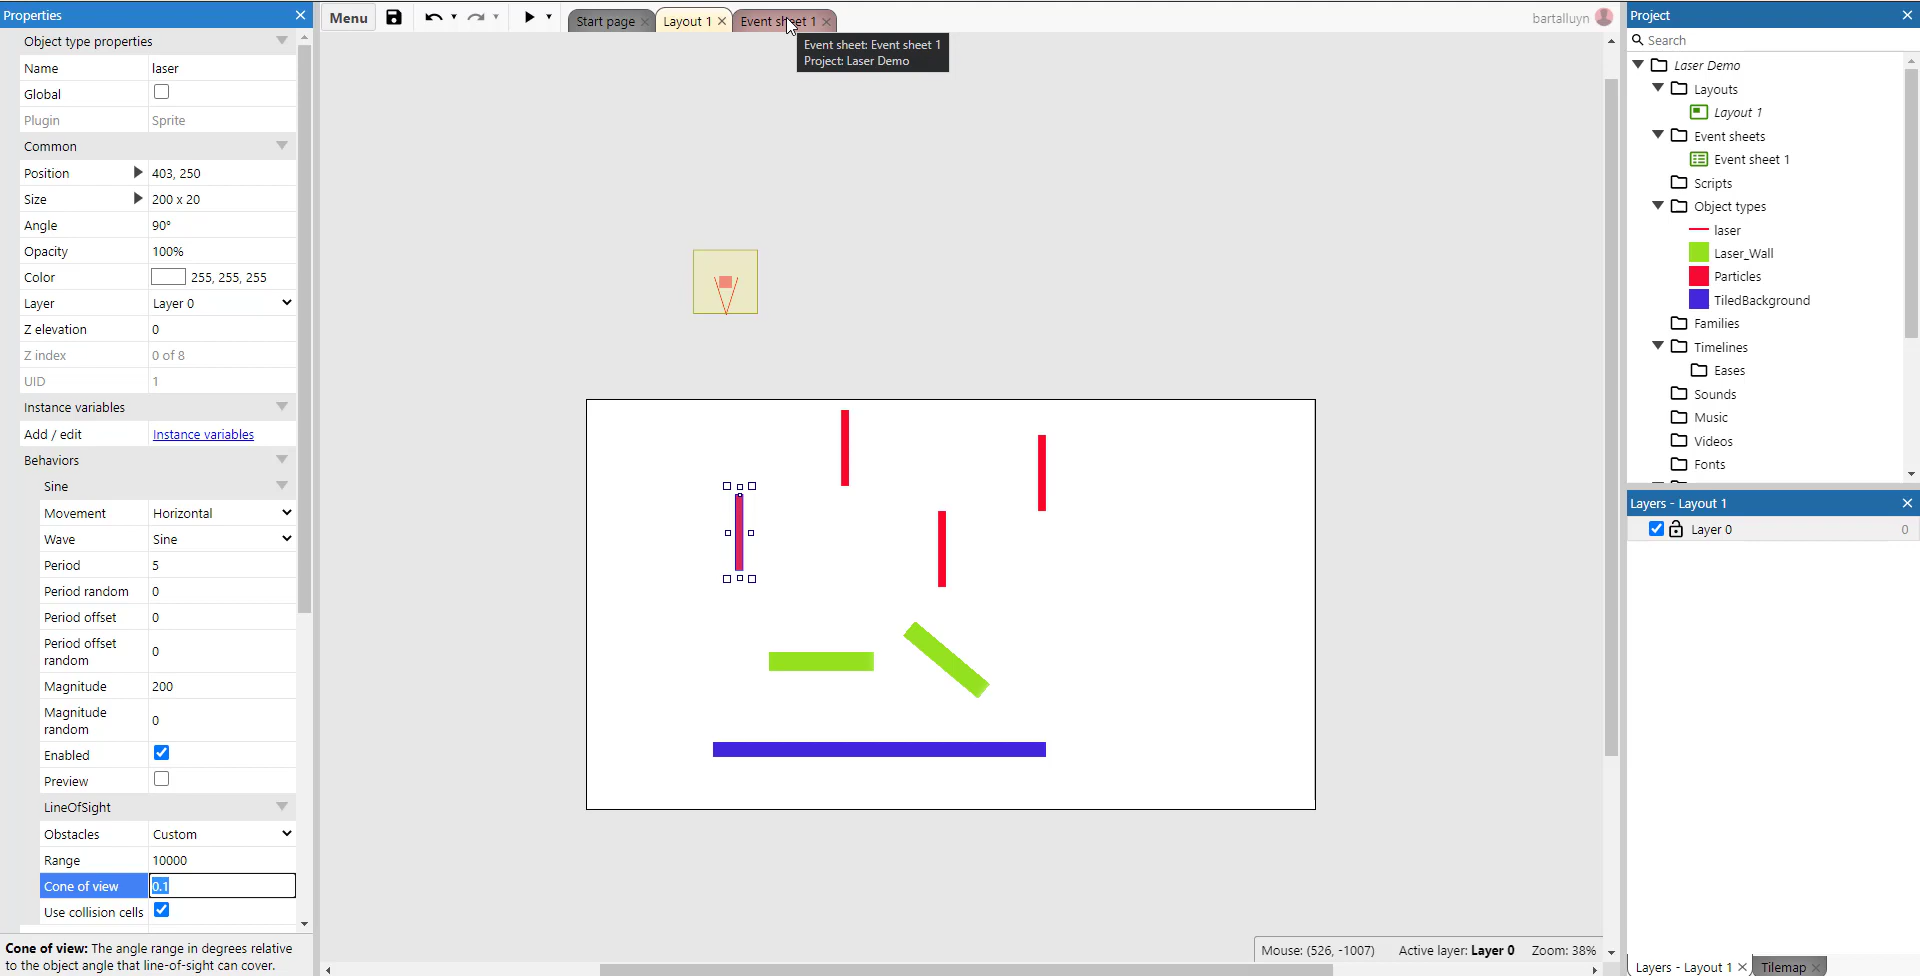 Properties
Object type properties
Name laser
Global
Plugin Sprite
Common
Position 403, 250
Size 200 x 20
Angle 90°
Opacity 100%
Color 255, 255, 255
Layer Layer 0
Z elevation 0
Z index 0 of 8
UID 1
Instance variables
Add / edit Instance variables
Behaviors
Sine
Movement Horizontal
Wave Sine
Period 5
Period random 0
Period offset 0
Period offset
random 0
Magnitude 200
Magnitude
random 0
Enabled
Preview
LineOfSight
Obstacles Custom
Range 10000
Cone of view 0.1
Use collision cells
Cone of view: The angle range in degrees relative
to the object angle that line-of-sight can cover.
Menu
Start page
Layout 1
Event sheet 1
bartalluyn
Event sheet: Event sheet 1
Project: Laser Demo
Mouse: (526, -1007) Active layer: Layer 0 Zoom: 38%
Project
Search
Laser Demo
Layouts
Layout 1
Event sheets
Event sheet 1
Scripts
Object types
laser
Laser_Wall
Particles
TiledBackground
Families
Timelines
Eases
Sounds
Music
Videos
Fonts
Layers - Layout 1
Layer 0 0
Layers - Layout 1
Tilemap